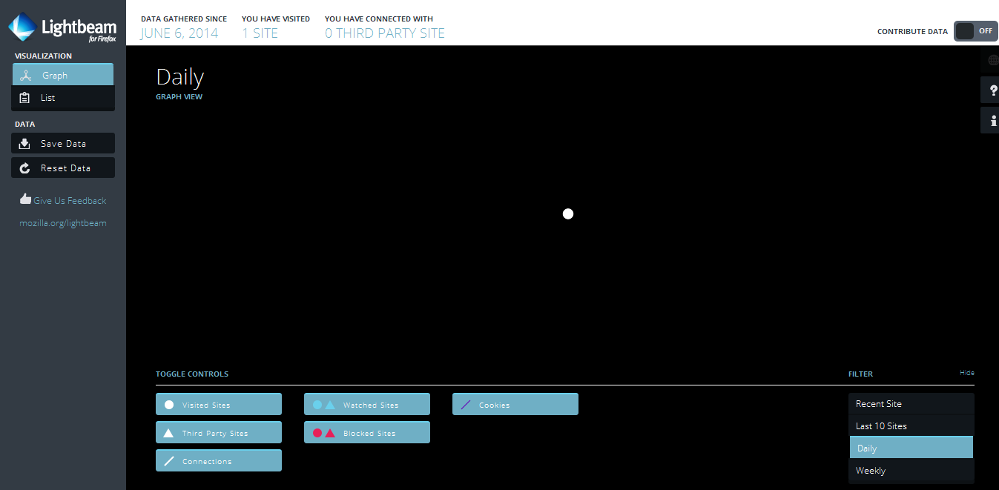 Lightbeam
for Firefox
DATA GATHERED SINCE
JUNE 6, 2014
YOU HAVE VISITED
1 SITE
YOU HAVE CONNECTED WITH
0 THIRD PARTY SITE
CONTRIBUTE DATA
OFF
VISUALIZATION
Graph
List
DATA
Save Data
Reset Data
Give Us Feedback
mozilla.org/lightbeam
Daily
GRAPH VIEW
?
i
TOGGLE CONTROLS
Visited Sites
Watched Sites
Cookies
Third Party Sites
Blocked Sites
Connections
FILTER
Hide
Recent Site
Last 10 Sites
Daily
Weekly